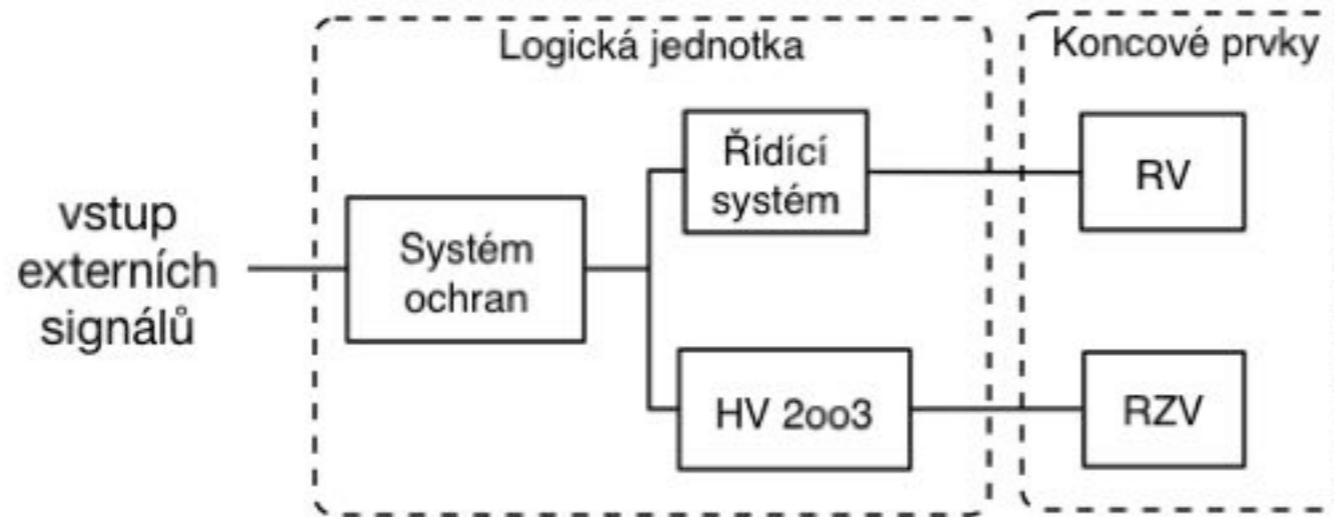 Logická jednotka
Koncové prvky
vstup
externích
signálů
Systém
ochran
Řídící
systém
RV
HV 2oo3
RZV